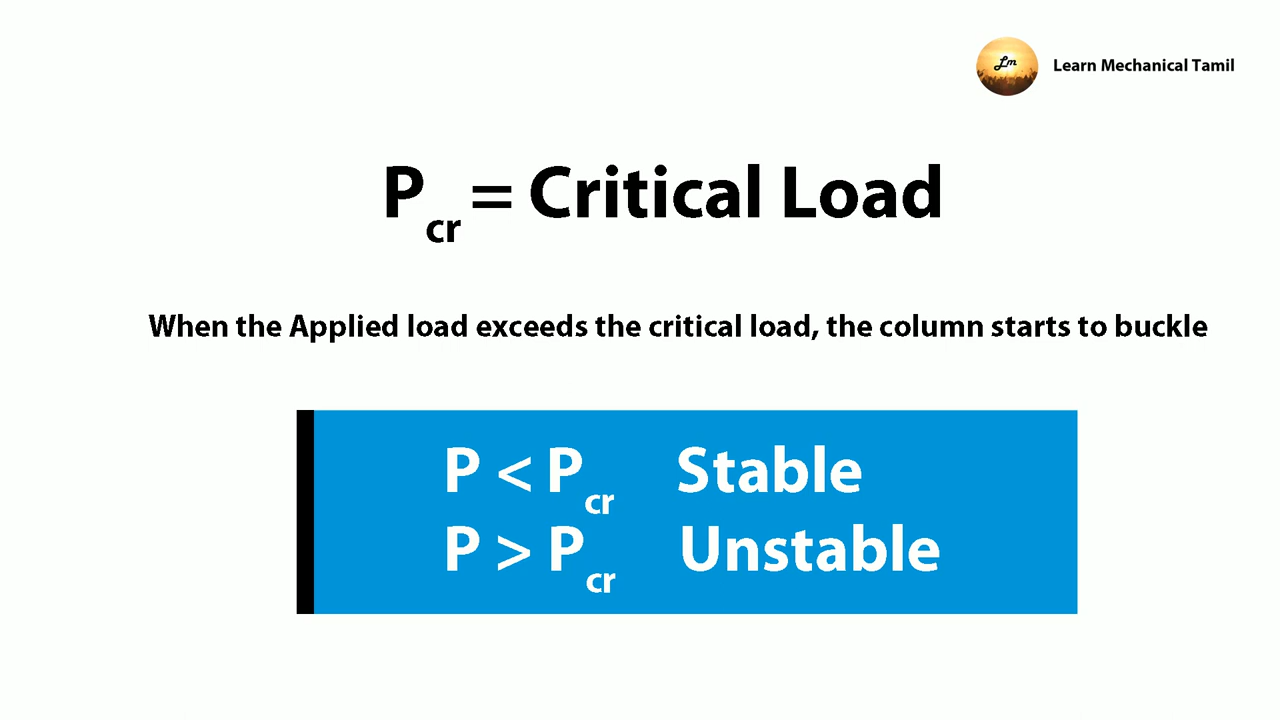 Lm
Learn Mechanical Tamil
Pcr = Critical Load
When the Applied load exceeds the critical load, the column starts to buckle
P < Pcr Stable
P > Pcr Unstable